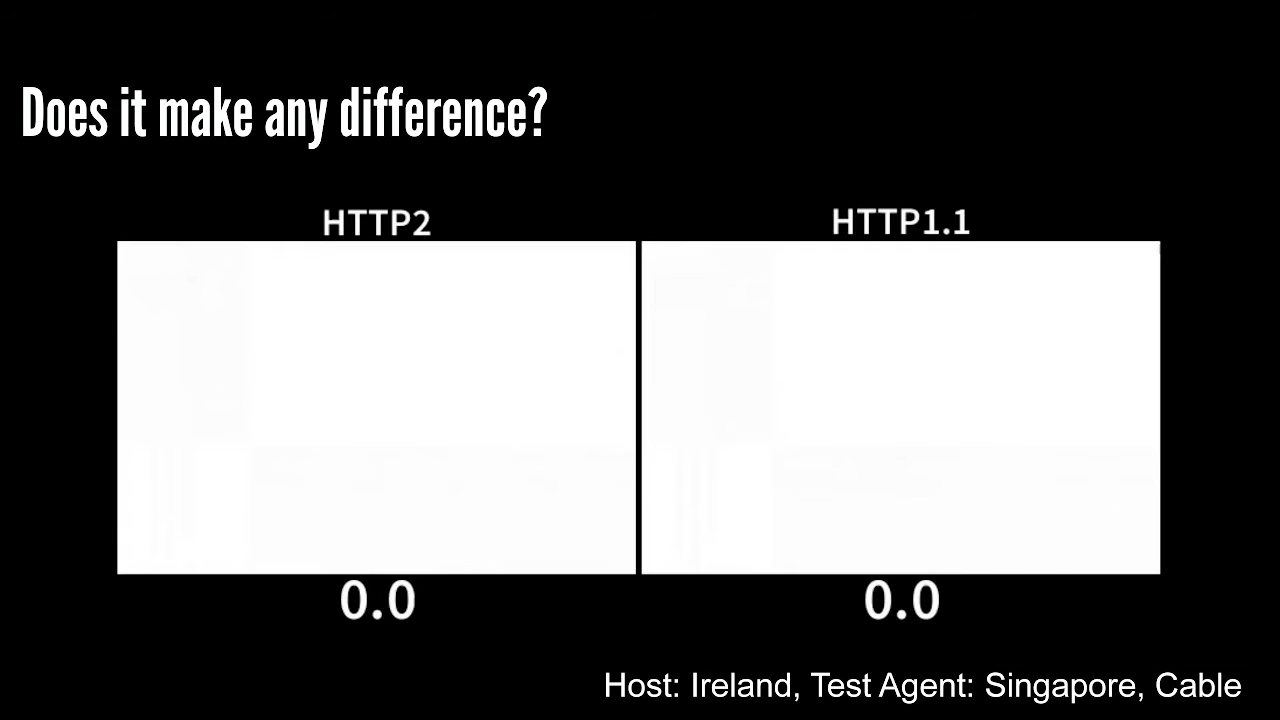 Does it make any difference?
HTTP2
HTTP1.1
0.0
0.0
Host: Ireland, Test Agent: Singapore, Cable